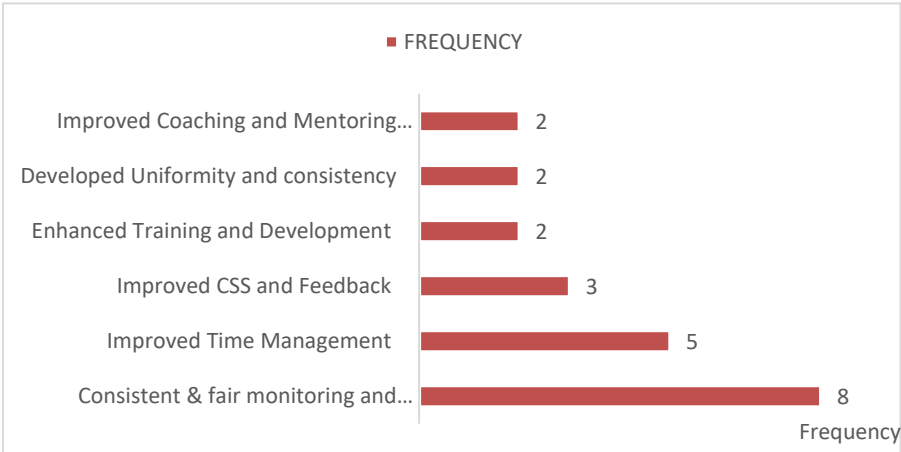 FREQUENCY
Improved Coaching and Mentoring... 2
Developed Uniformity and consistency 2
Enhanced Training and Development 2
Improved CSS and Feedback 3
Improved Time Management 5
Consistent & fair monitoring and... 8
Frequency